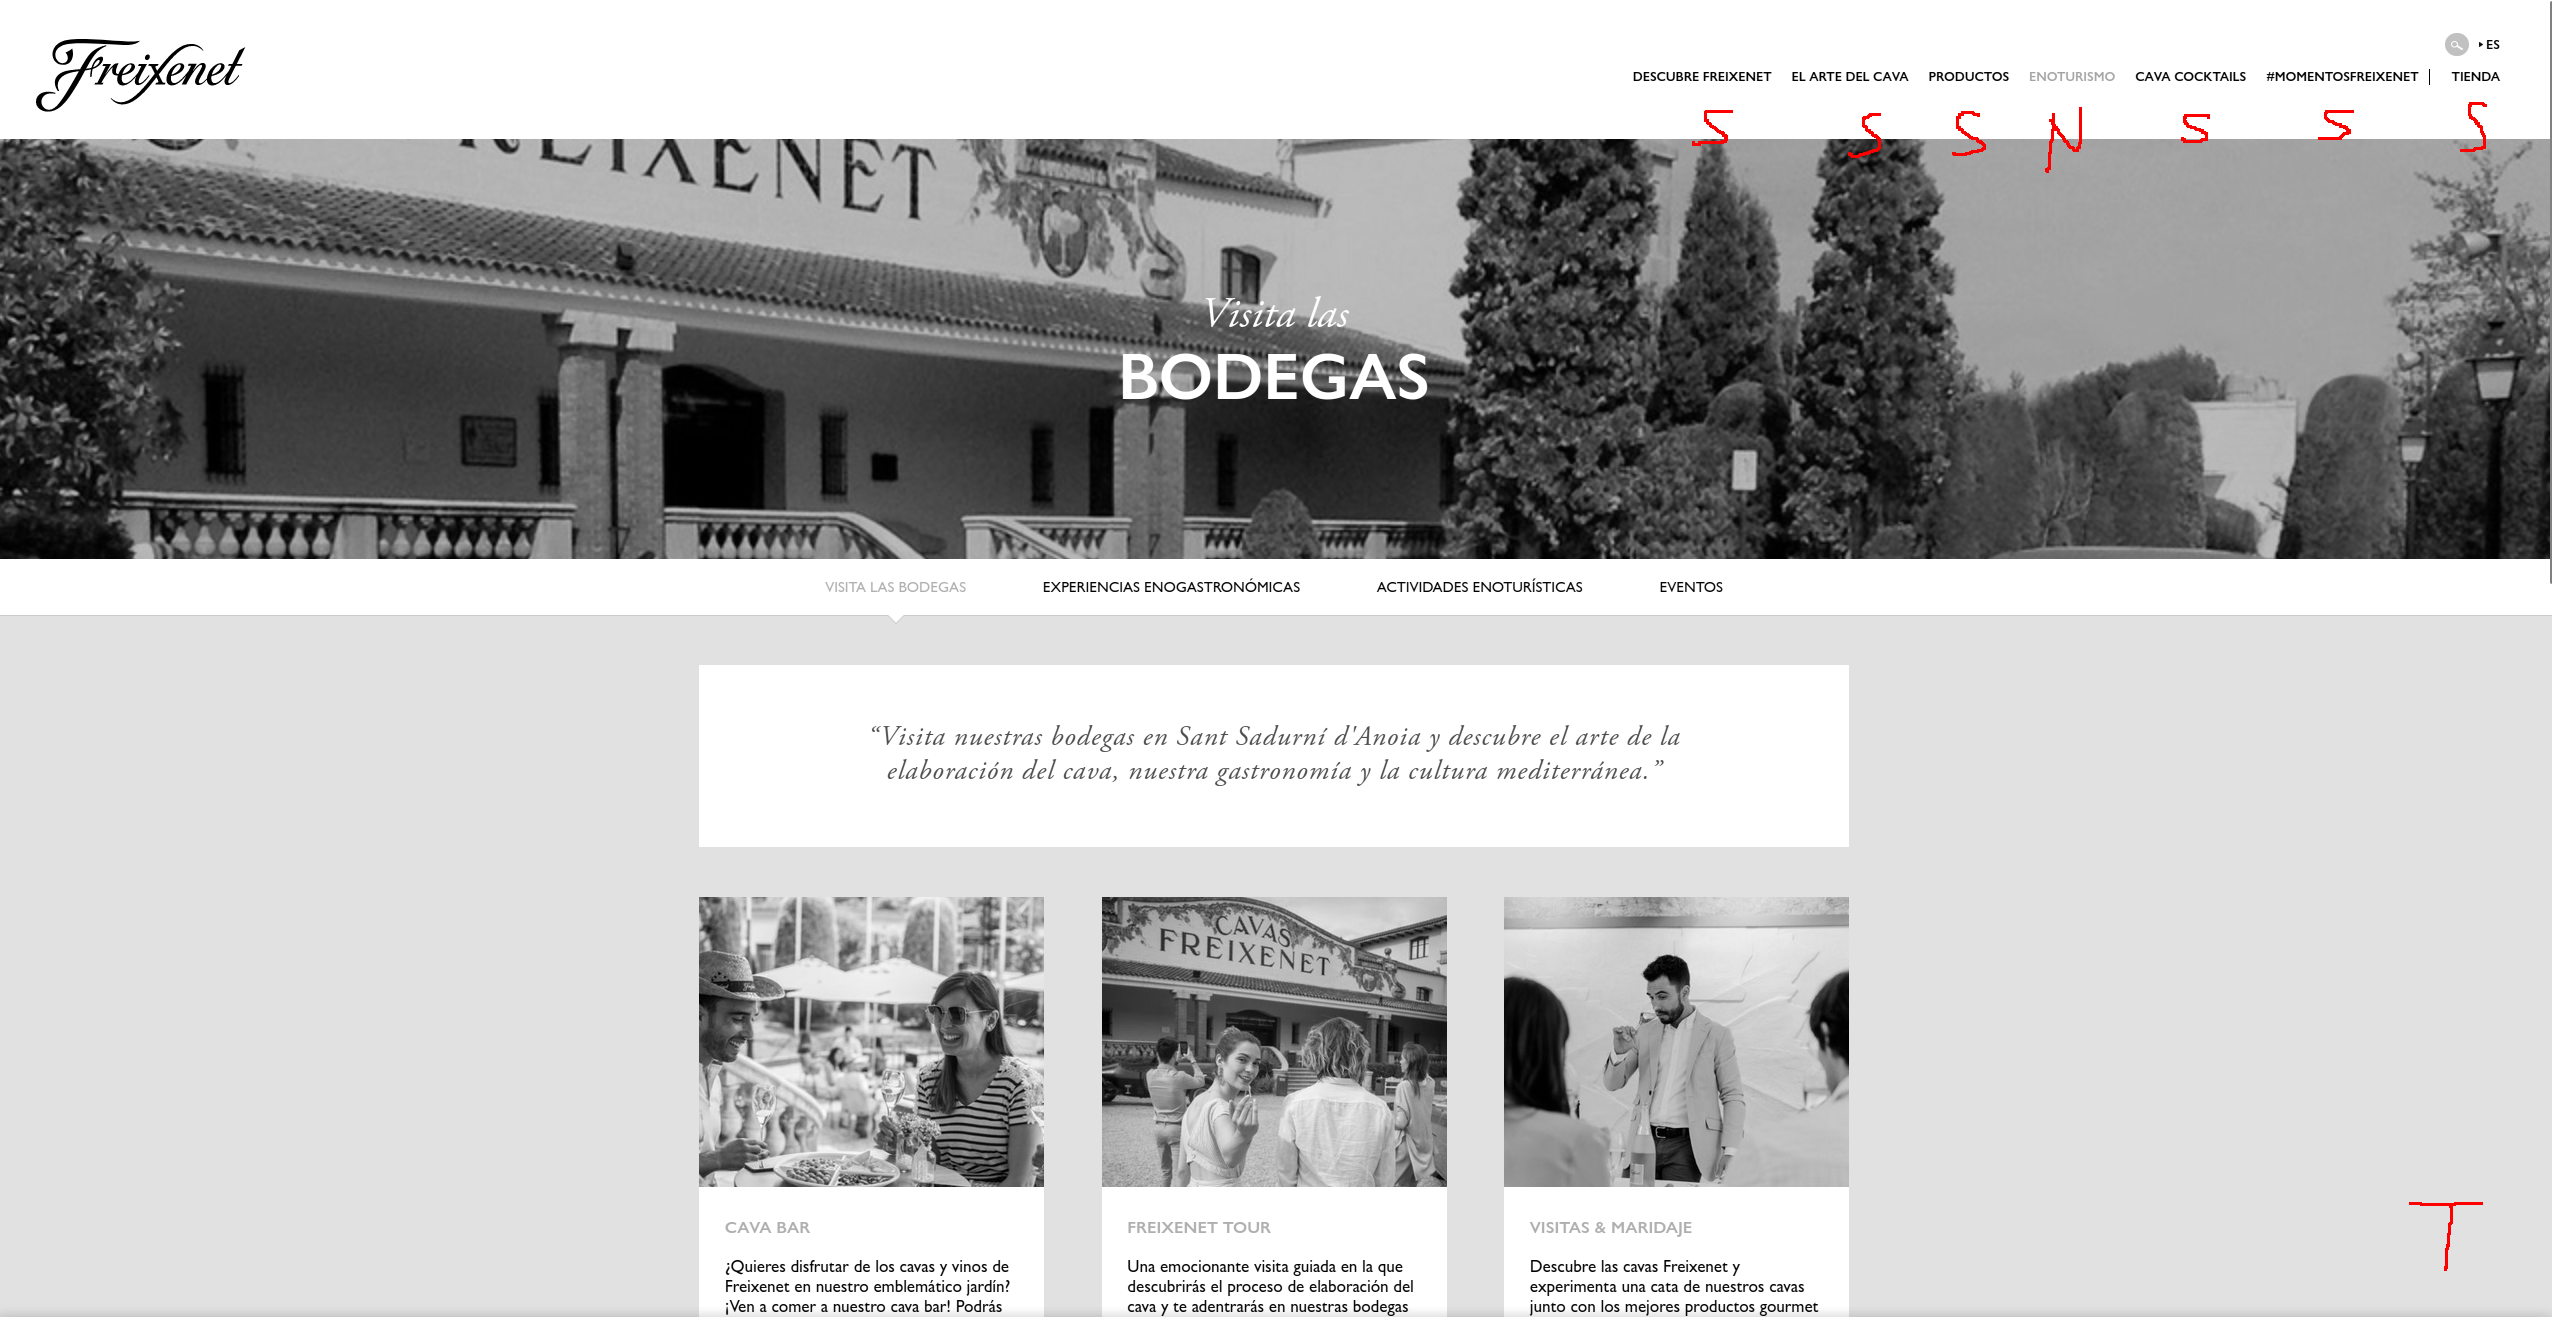 Freixenet
ES
DESCUBRE FREIXENET EL ARTE DEL CAVA PRODUCTOS ENOTURISMO CAVA COCKTAILS #MOMENTOSFREIXENET TIENDA
S S S N S S S
FREIXENET
Visita las
BODEGAS
VISITA LAS BODEGAS EXPERIENCIAS ENOGASTRONÓMICAS ACTIVIDADES ENOTURÍSTICAS EVENTOS
“Visita nuestras bodegas en Sant Sadurní d'Anoia y descubre el arte de la
elaboración del cava, nuestra gastronomía y la cultura mediterránea.”
CAVAS
FREIXENET
CAVA BAR
¿Quieres disfrutar de los cavas y vinos de
Freixenet en nuestro emblemático jardín?
¡Ven a comer a nuestro cava bar! Podrás
FREIXENET TOUR
Una emocionante visita guiada en la que
descubrirás el proceso de elaboración del
cava y te adentrarás en nuestras bodegas
VISITAS & MARIDAJE
Descubre las cavas Freixenet y
experimenta una cata de nuestros cavas
junto con los mejores productos gourmet
T